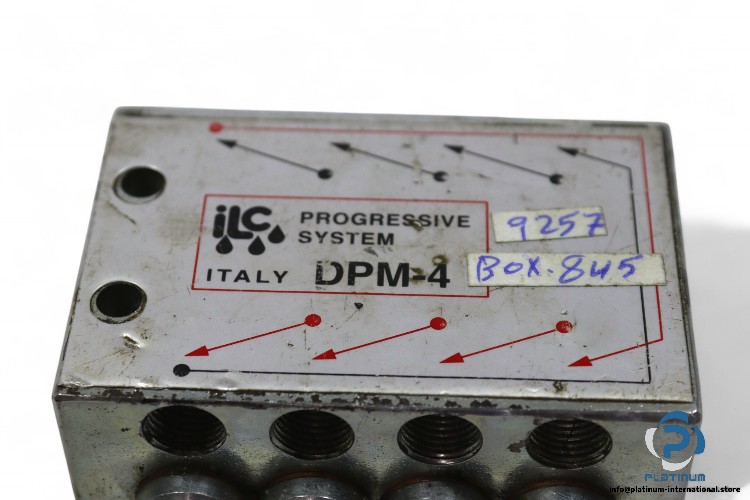 iLC
PROGRESSIVE
SYSTEM
ITALY DPM-4
9257
BOX.845
PLATINUM
info@platinum-international.store